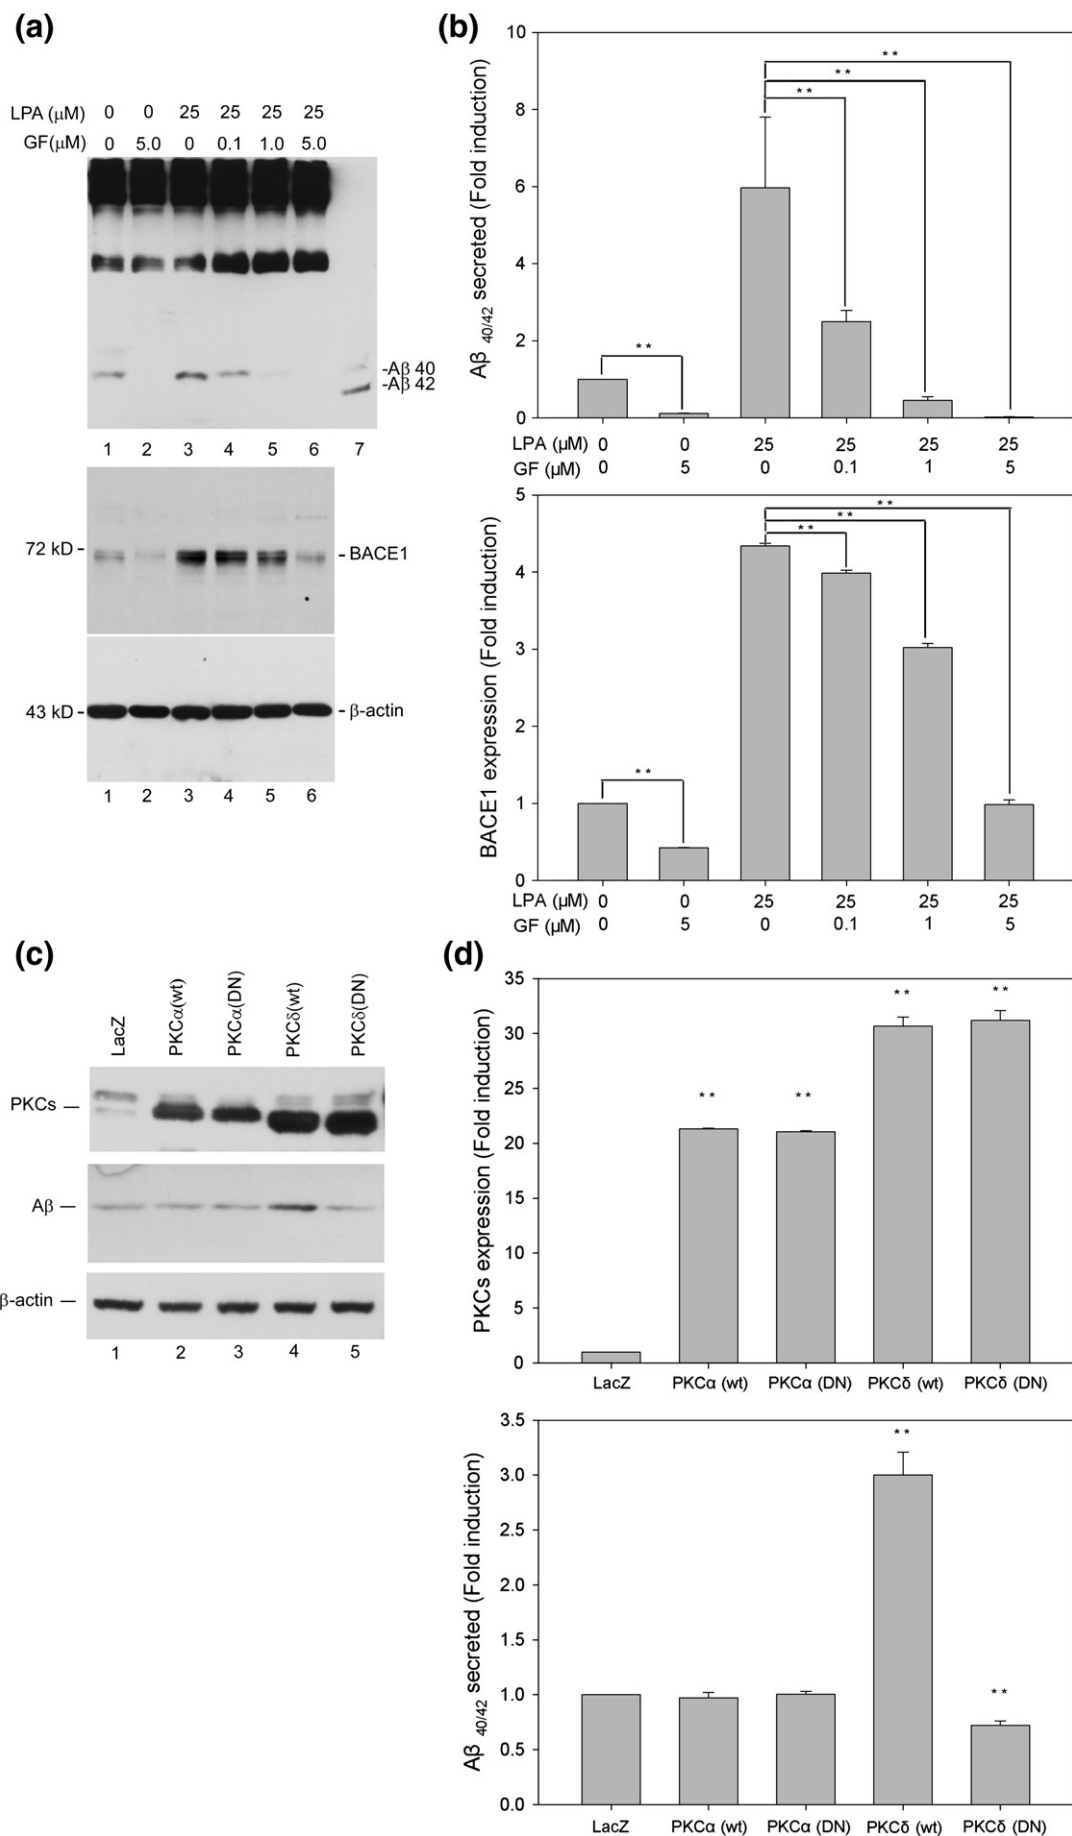 (a)
LPA (μM) 0 0 25 25 25 25
GF(μM) 0 5.0 0 0.1 1.0 5.0
-Aβ 40
-Aβ 42
1 2 3 4 5 6 7
72 kD -
- BACE1
43 kD -
- β-actin
1 2 3 4 5 6
(b)
Aβ 40/42 secreted (Fold induction)
10
8
6
4
2
0
* *
* *
* *
* *
LPA (μM) 0 0 25 25 25 25
GF (μM) 0 5 0 0.1 1 5
BACE1 expression (Fold induction)
5
4
3
2
1
0
* *
* *
* *
* *
LPA (μM) 0 0 25 25 25 25
GF (μM) 0 5 0 0.1 1 5
(c)
LacZ
PKCα(wt)
PKCα(DN)
PKCδ(wt)
PKCδ(DN)
PKCs —
Aβ —
β-actin —
1 2 3 4 5
(d)
PKCs expression (Fold induction)
35
30
25
20
15
10
5
0
* *
* *
* *
* *
LacZ PKCα (wt) PKCα (DN) PKCδ (wt) PKCδ (DN)
Aβ 40/42 secreted (Fold induction)
3.5
3.0
2.5
2.0
1.5
1.0
0.5
0.0
* *
* *
LacZ PKCα (wt) PKCα (DN) PKCδ (wt) PKCδ (DN)